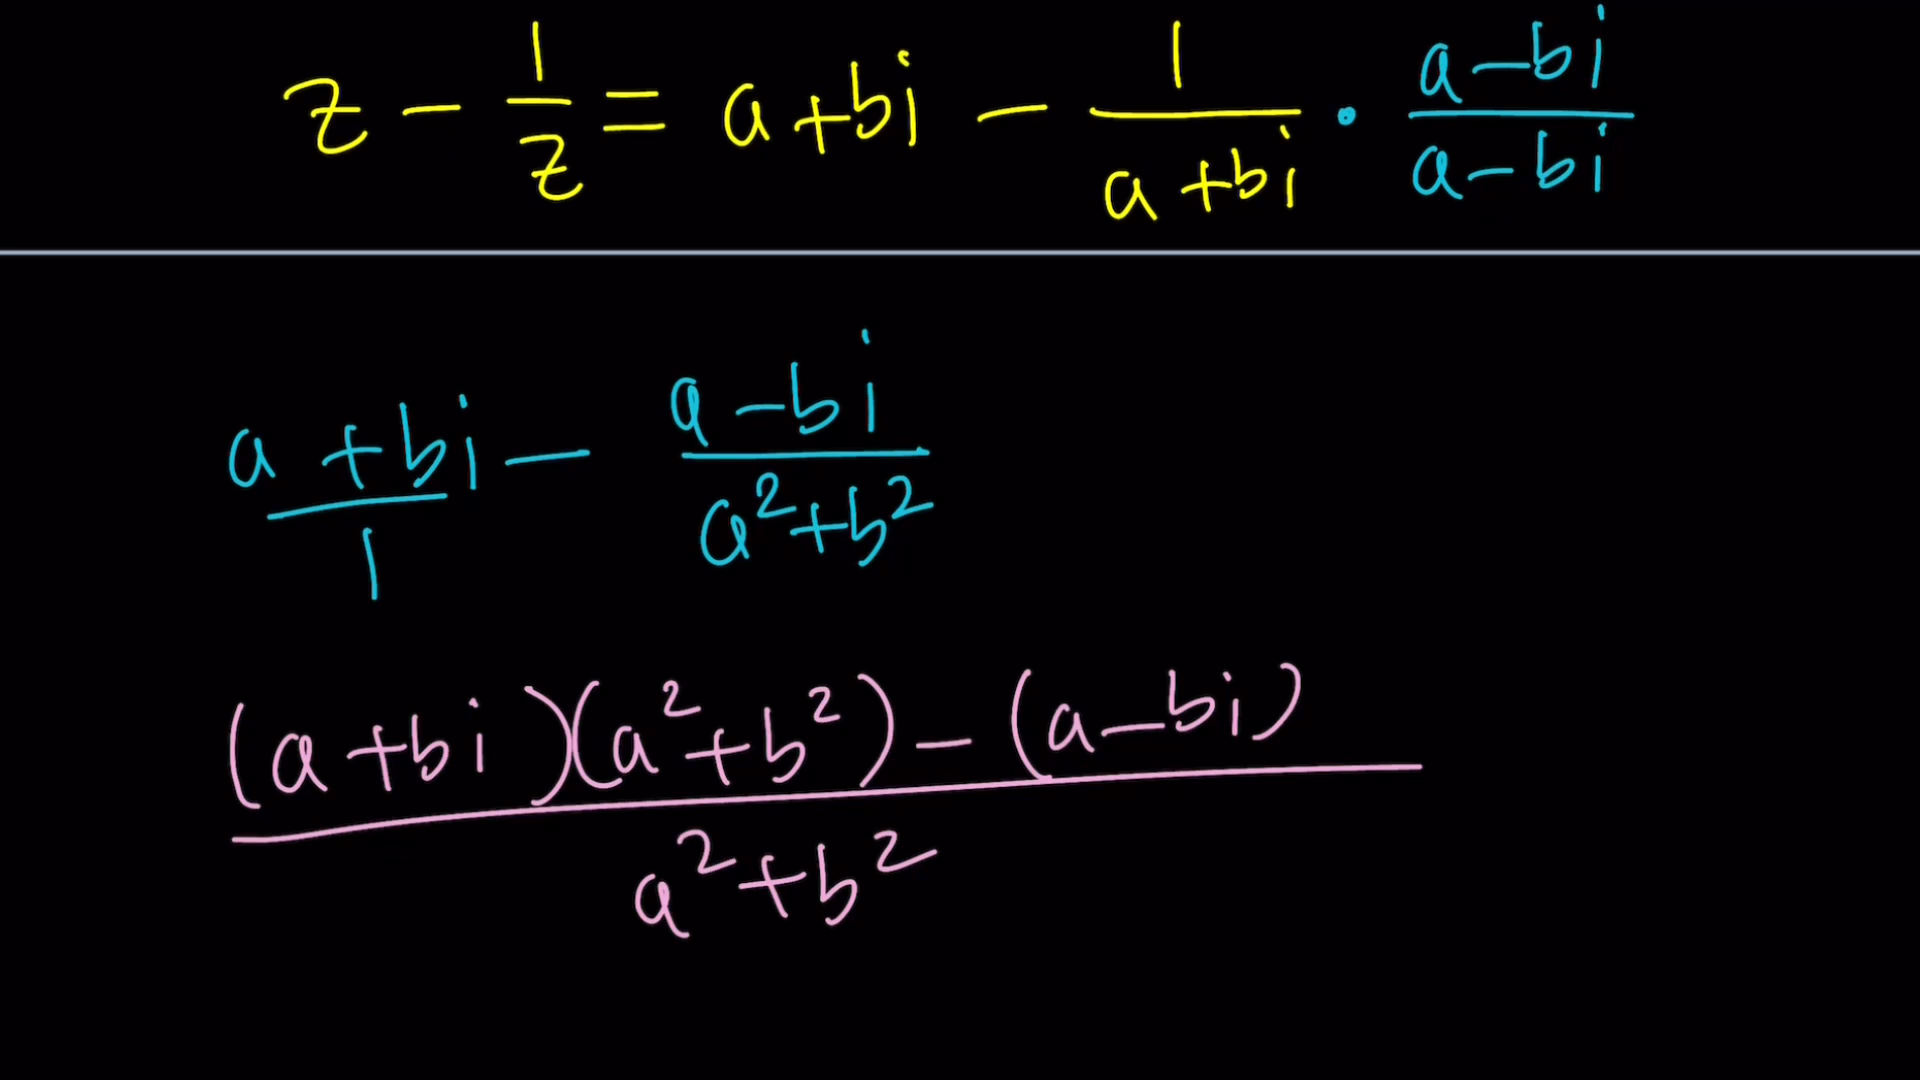 z - 1/z = a + bi - 1/(a + bi) · (a - bi)/(a - bi)
(a + bi)/1 - (a - bi)/(a² + b²)
((a + bi)(a² + b²) - (a - bi))/(a² + b²)